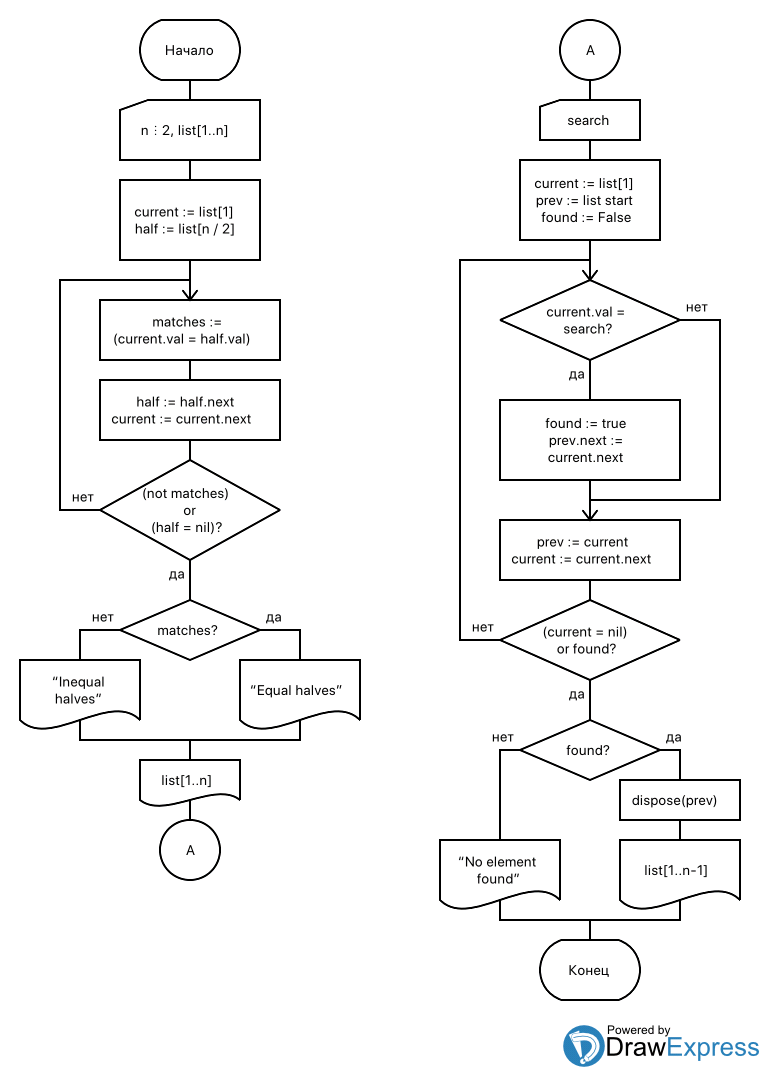 Начало
n ⋮ 2, list[1..n]
current := list[1]
half := list[n / 2]
matches :=
(current.val = half.val)
half := half.next
current := current.next
(not matches)
or
(half = nil)?
нет
да
matches?
нет
да
“Inequal
halves”
“Equal halves”
list[1..n]
A
A
search
current := list[1]
prev := list start
found := False
current.val =
search?
нет
да
found := true
prev.next :=
current.next
prev := current
current := current.next
(current = nil)
or found?
нет
да
found?
нет
да
dispose(prev)
“No element
found”
list[1..n-1]
Конец
Powered by
DrawExpress